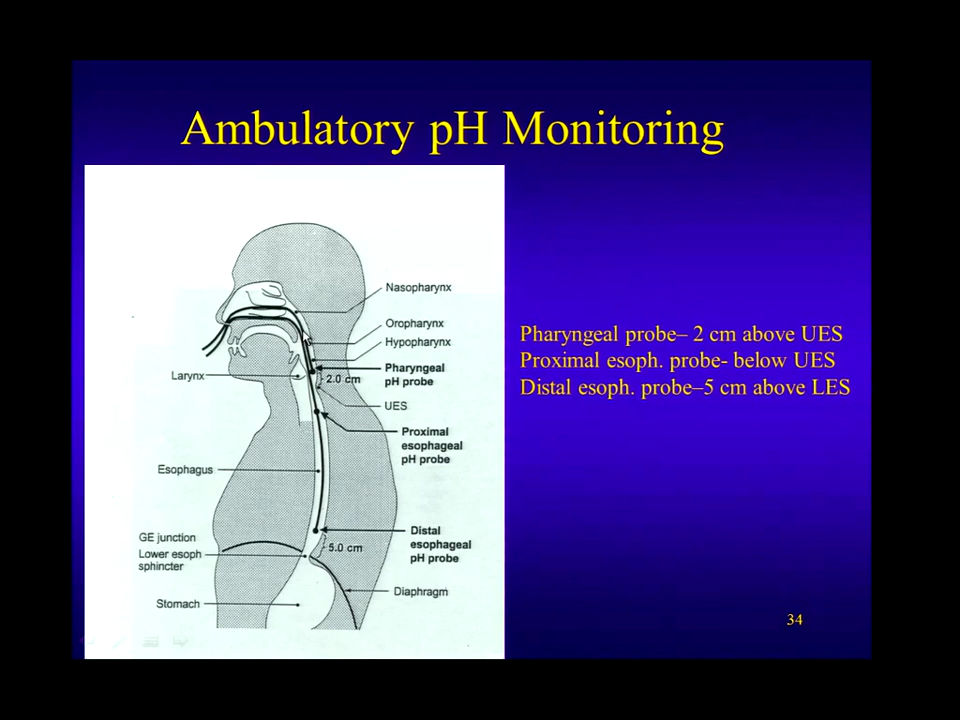 Ambulatory pH Monitoring
Nasopharynx
Oropharynx
Hypopharynx
Larynx
Pharyngeal
pH probe
2.0 cm
UES
Proximal
esophageal
pH probe
Esophagus
Distal
esophageal
pH probe
GE junction
Lower esoph
sphincter
5.0 cm
Diaphragm
Stomach
Pharyngeal probe– 2 cm above UES
Proximal esoph. probe- below UES
Distal esoph. probe–5 cm above LES
34